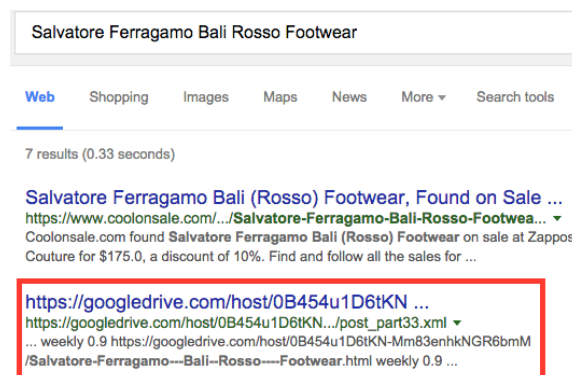 Salvatore Ferragamo Bali Rosso Footwear
Web Shopping Images Maps News More Search tools
7 results (0.33 seconds)
Salvatore Ferragamo Bali (Rosso) Footwear, Found on Sale ...
https://www.coolonsale.com/.../Salvatore-Ferragamo-Bali-Rosso-Footwea...
Coolonsale.com found Salvatore Ferragamo Bali (Rosso) Footwear on sale at Zappos
Couture for $175.0, a discount of 10%. Find and follow all the sales for ...
https://googledrive.com/host/0B454u1D6tKN ...
https://googledrive.com/host/0B454u1D6tKN.../post_part33.xml
... weekly 0.9 https://googledrive.com/host/0B454u1D6tKN-Mm83enhkNGR6bmM
/Salvatore-Ferragamo---Bali--Rosso----Footwear.html weekly 0.9 ...